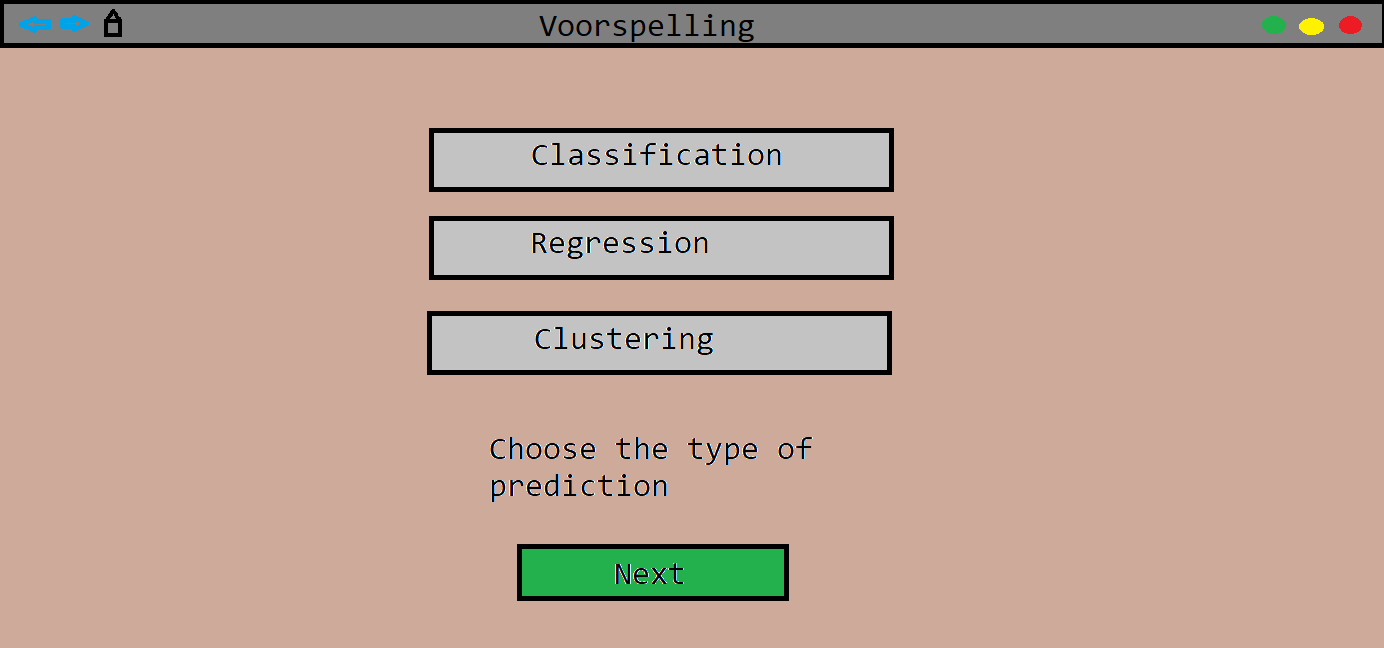 Voorspelling
Classification
Regression
Clustering
Choose the type of
prediction
Next